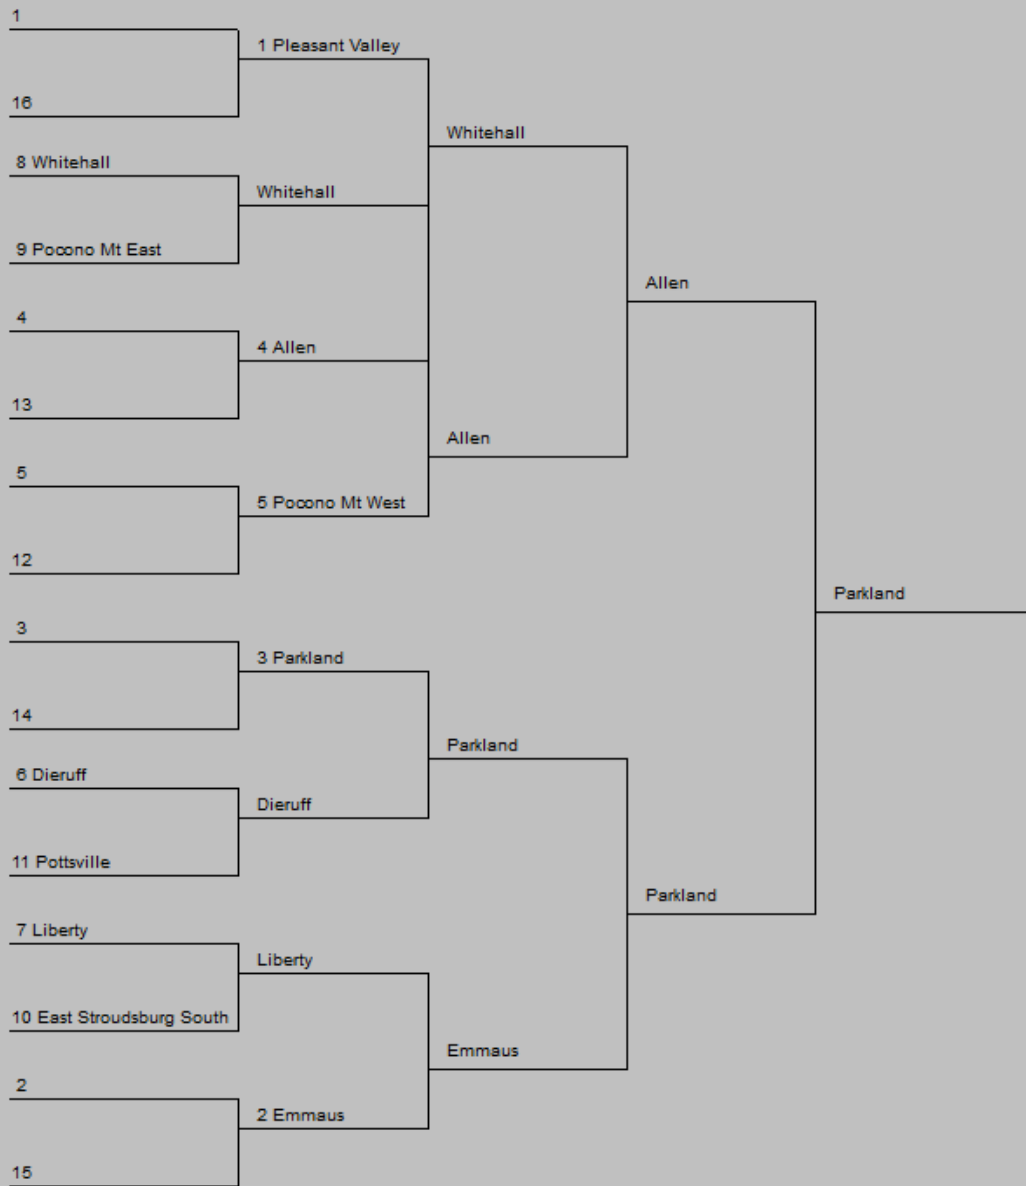 1
1 Pleasant Valley
16
Whitehall
8 Whitehall
Whitehall
9 Pocono Mt East
Allen
4
4 Allen
13
Allen
5
5 Pocono Mt West
12
Parkland
3
3 Parkland
14
Parkland
6 Dieruff
Dieruff
11 Pottsville
Parkland
7 Liberty
Liberty
10 East Stroudsburg South
Emmaus
2
2 Emmaus
15